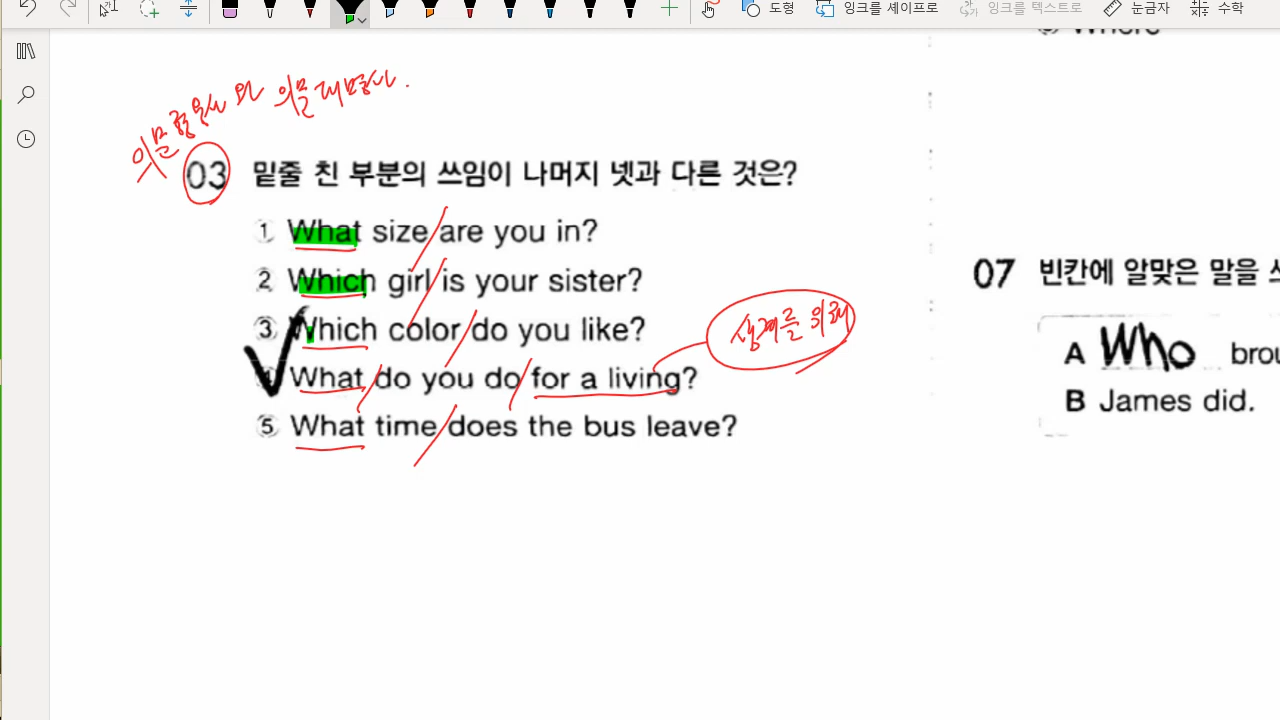 도형 잉크를 셰이프로 잉크를 텍스트로 눈금자 수학
Where
의문형용사 와 의문대명사.
03 밑줄 친 부분의 쓰임이 나머지 넷과 다른 것은?
① What size are you in?
② Which girl is your sister?
③ Which color do you like?
생계를 위해
④ What do you do for a living?
⑤ What time does the bus leave?
07 빈칸에 알맞은 말을
A Who brou
B James did.